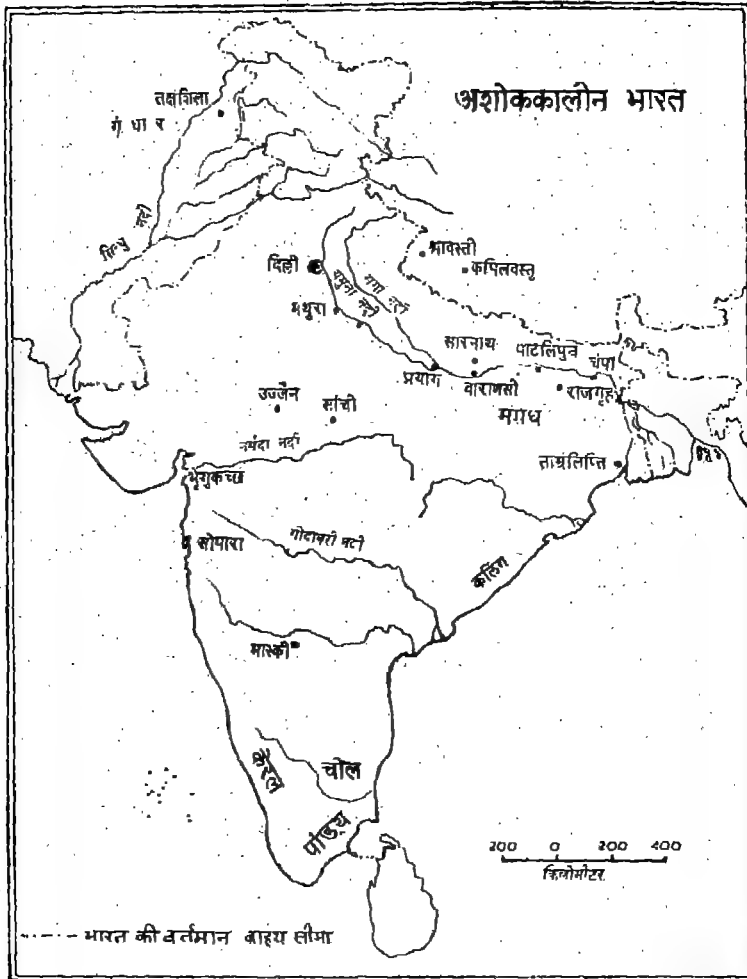 अशोककालीन भारत
तक्षशिला
गंधार
सिन्धु नदी
श्रावस्ती
कपिलवस्तु
दिल्ली
यमुना नदी
गंगा नदी
मथुरा
सारनाथ
पाटलिपुत्र
चंपा
प्रयाग
वाराणसी
राजगृह
मगध
उज्जैन
सांची
ताम्रलिप्ति
नर्मदा नदी
भृगुकच्छ
सोपारा
गोदावरी नदी
कलिंग
मास्की
केरल
चोल
पांड्य
200 0 200 400
किलोमीटर
भारत की वर्तमान बाह्य सीमा